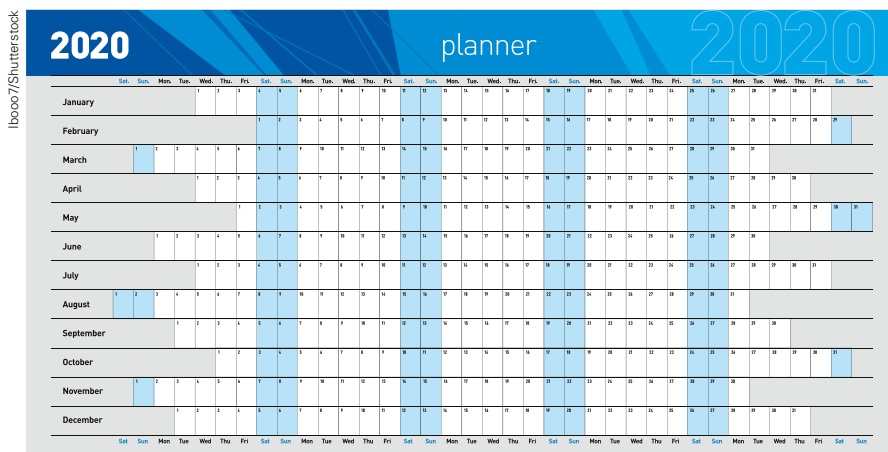 lbooo7/Shutterstock
2020 planner 2020
Sat. Sun. Mon. Tue. Wed. Thu. Fri. Sat. Sun. Mon. Tue. Wed. Thu. Fri. Sat. Sun. Mon. Tue. Wed. Thu. Fri. Sat. Sun. Mon. Tue. Wed. Thu. Fri. Sat. Sun. Mon. Tue. Wed. Thu. Fri. Sat. Sun.
January 1 2 3 4 5 6 7 8 9 10 11 12 13 14 15 16 17 18 19 20 21 22 23 24 25 26 27 28 29 30 31
February 1 2 3 4 5 6 7 8 9 10 11 12 13 14 15 16 17 18 19 20 21 22 23 24 25 26 27 28 29
March 1 2 3 4 5 6 7 8 9 10 11 12 13 14 15 16 17 18 19 20 21 22 23 24 25 26 27 28 29 30 31
April 1 2 3 4 5 6 7 8 9 10 11 12 13 14 15 16 17 18 19 20 21 22 23 24 25 26 27 28 29 30
May 1 2 3 4 5 6 7 8 9 10 11 12 13 14 15 16 17 18 19 20 21 22 23 24 25 26 27 28 29 30 31
June 1 2 3 4 5 6 7 8 9 10 11 12 13 14 15 16 17 18 19 20 21 22 23 24 25 26 27 28 29 30
July 1 2 3 4 5 6 7 8 9 10 11 12 13 14 15 16 17 18 19 20 21 22 23 24 25 26 27 28 29 30 31
August 1 2 3 4 5 6 7 8 9 10 11 12 13 14 15 16 17 18 19 20 21 22 23 24 25 26 27 28 29 30 31
September 1 2 3 4 5 6 7 8 9 10 11 12 13 14 15 16 17 18 19 20 21 22 23 24 25 26 27 28 29 30
October 1 2 3 4 5 6 7 8 9 10 11 12 13 14 15 16 17 18 19 20 21 22 23 24 25 26 27 28 29 30 31
November 1 2 3 4 5 6 7 8 9 10 11 12 13 14 15 16 17 18 19 20 21 22 23 24 25 26 27 28 29 30
December 1 2 3 4 5 6 7 8 9 10 11 12 13 14 15 16 17 18 19 20 21 22 23 24 25 26 27 28 29 30 31
Sat Sun. Mon Tue Wed Thu Fri. Sat Sun. Mon Tue Wed Thu Fri. Sat Sun. Mon Tue Wed Thu Fri. Sat Sun. Mon Tue Wed Thu Fri. Sat Sun. Mon Tue Wed Thu Fri. Sat Sun.